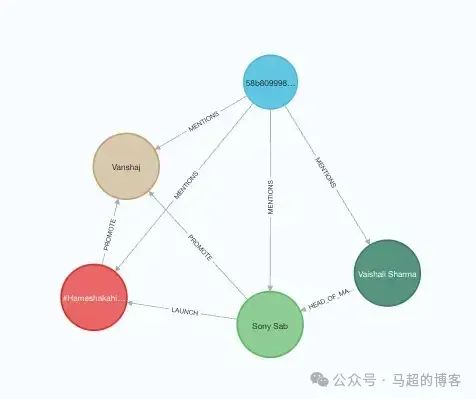 58b809998...
MENTIONS
Vanshaj
MENTIONS
MENTIONS
MENTIONS
PROMOTE
PROMOTE
Vaishali Sharma
#Hameshakahi...
HEAD_OF_MA...
LAUNCH
Sony Sab
公众号 · 马超的博客